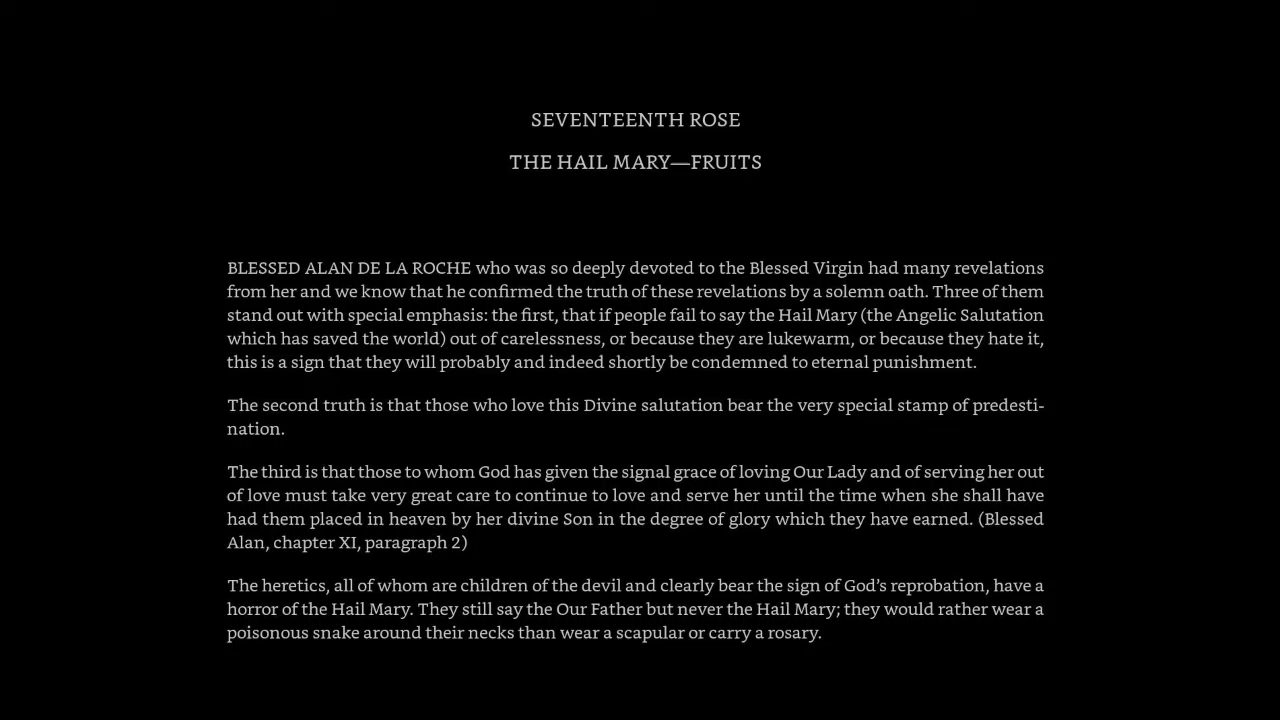 SEVENTEENTH ROSE
THE HAIL MARY—FRUITS
BLESSED ALAN DE LA ROCHE who was so deeply devoted to the Blessed Virgin had many revelations
from her and we know that he confirmed the truth of these revelations by a solemn oath. Three of them
stand out with special emphasis: the first, that if people fail to say the Hail Mary (the Angelic Salutation
which has saved the world) out of carelessness, or because they are lukewarm, or because they hate it,
this is a sign that they will probably and indeed shortly be condemned to eternal punishment.
The second truth is that those who love this Divine salutation bear the very special stamp of predesti-
nation.
The third is that those to whom God has given the signal grace of loving Our Lady and of serving her out
of love must take very great care to continue to love and serve her until the time when she shall have
had them placed in heaven by her divine Son in the degree of glory which they have earned. (Blessed
Alan, chapter XI, paragraph 2)
The heretics, all of whom are children of the devil and clearly bear the sign of God’s reprobation, have a
horror of the Hail Mary. They still say the Our Father but never the Hail Mary; they would rather wear a
poisonous snake around their necks than wear a scapular or carry a rosary.